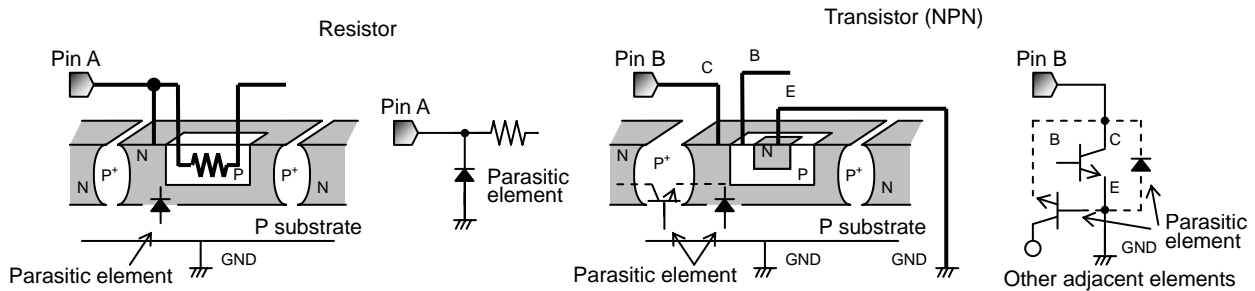 Resistor
Transistor (NPN)
Pin A
Pin B
C
B
E
Pin B
Pin A
N
P
N
P+
P+
N
Parasitic
element
P substrate
GND
Parasitic element
N
N
P+
P
P+
N
P substrate
GND
GND
Parasitic element
B
C
E
GND
Parasitic
element
Other adjacent elements